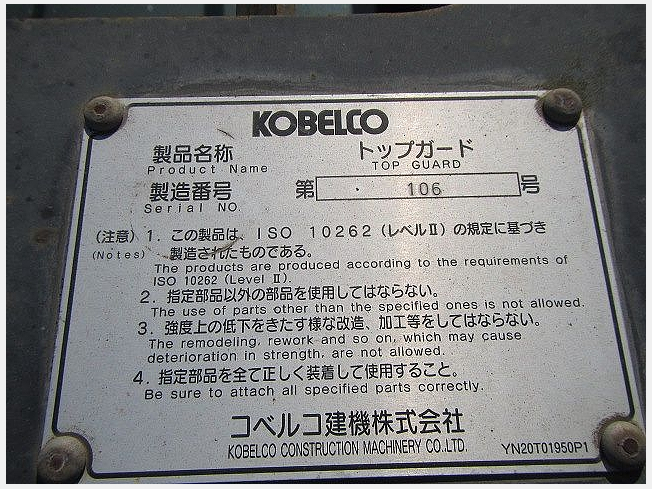 KOBELCO
製品名称 トップガード
Product Name TOP GUARD
製造番号 第 106 号
Serial NO.
(注意) 1. この製品は、ISO 10262(レベルⅡ)の規定に基づき
(Notes) 製造されたものである。
The products are produced according to the requirements of
ISO 10262 (Level Ⅱ).
2. 指定部品以外の部品を使用してはならない。
The use of parts other than the specified ones is not allowed.
3. 強度上の低下をきたす様な改造、加工等をしてはならない。
The remodeling, rework and so on, which may cause
deterioration in strength, are not allowed.
4. 指定部品を全て正しく装着して使用すること。
Be sure to attach all specified parts correctly.
コベルコ建機株式会社
KOBELCO CONSTRUCTION MACHINERY CO.,LTD. YN20T01950P1